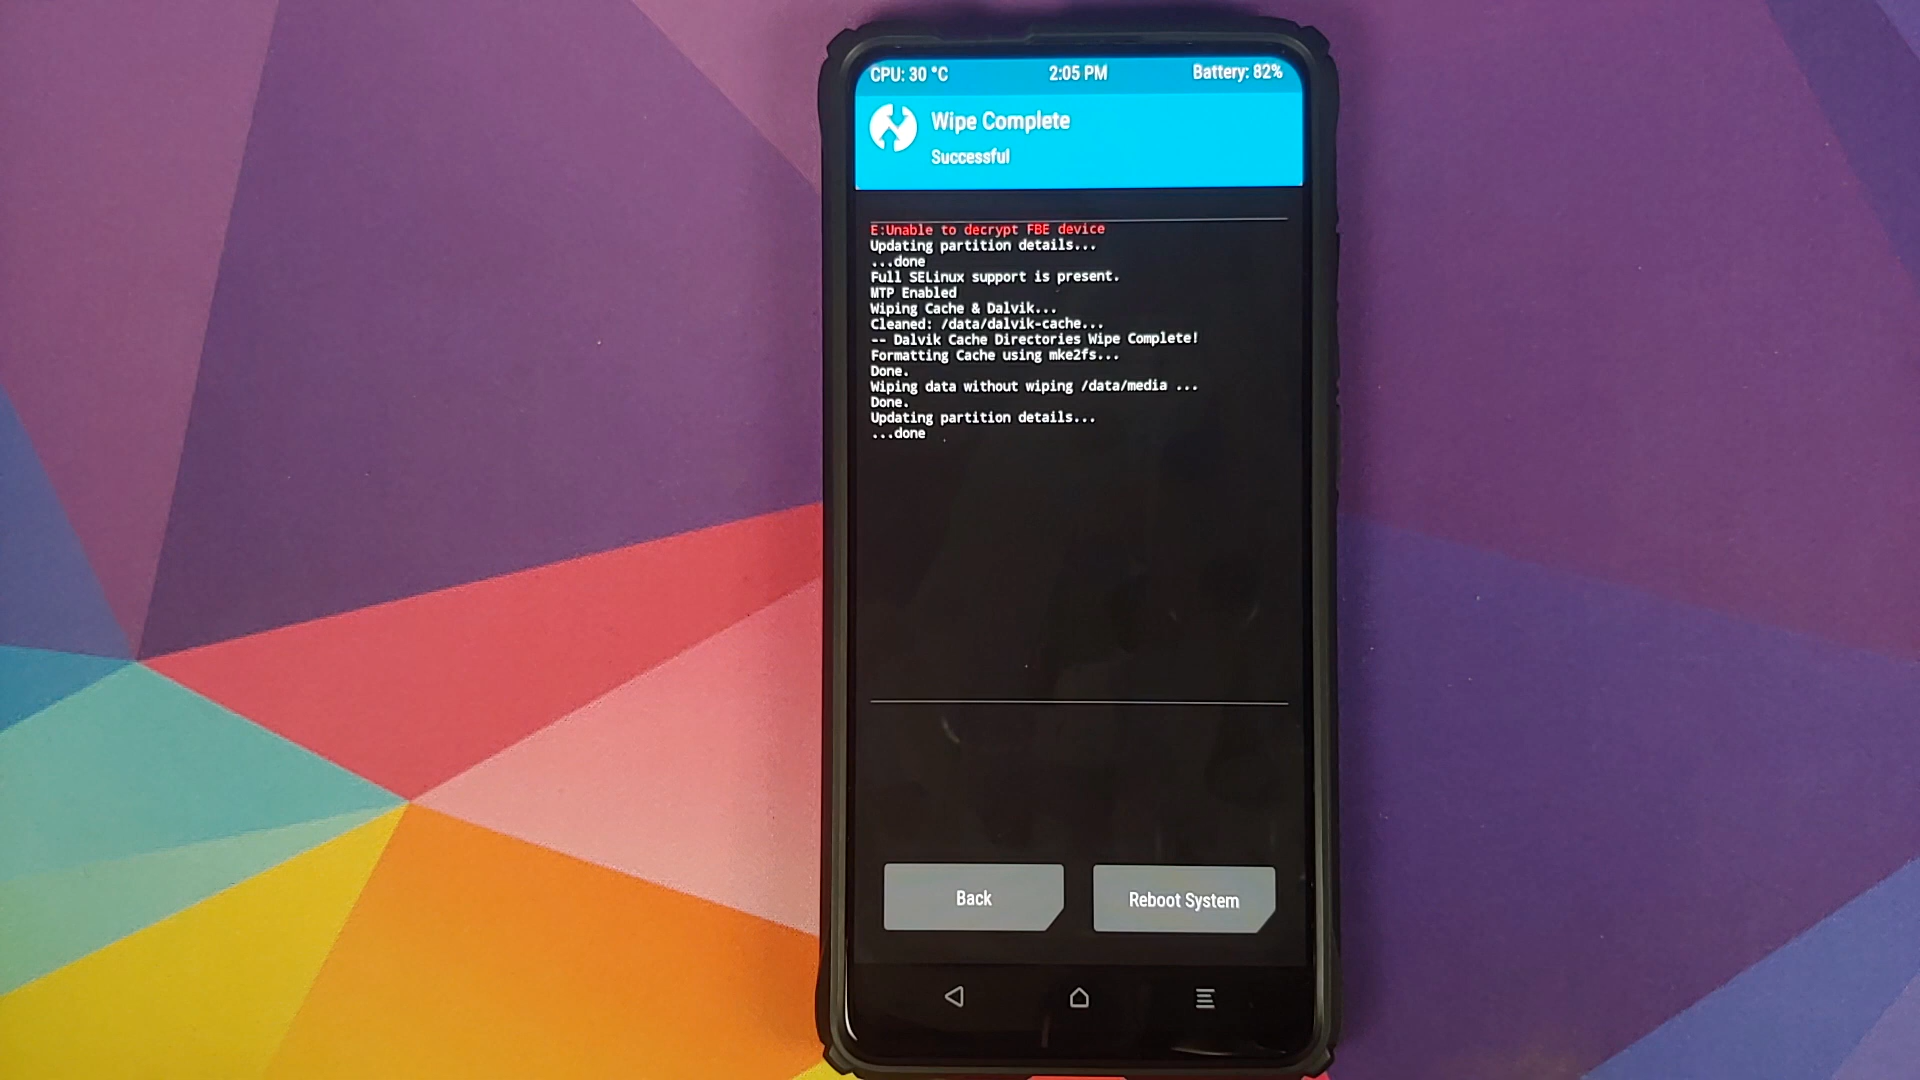 CPU: 30 °C 2:05 PM Battery: 82%
Wipe Complete
Successful
E:Unable to decrypt FBE device
Updating partition details...
...done
Full SELinux support is present.
MTP Enabled
Wiping Cache & Dalvik...
Cleaned: /data/dalvik-cache...
-- Dalvik Cache Directories Wipe Complete!
Formatting Cache using mke2fs...
Done.
Wiping data without wiping /data/media ...
Done.
Updating partition details...
...done
Back Reboot System